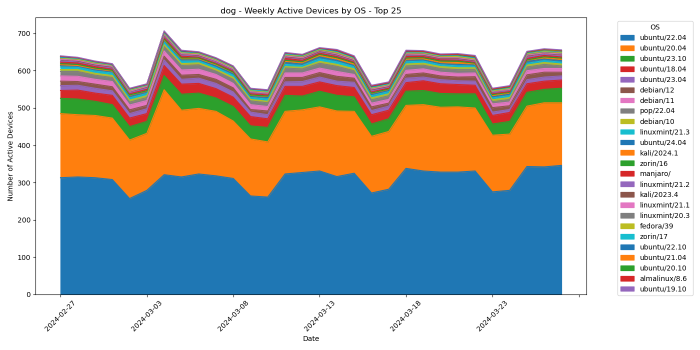 dog - Weekly Active Devices by OS - Top 25
Number of Active Devices
700
600
500
400
300
200
100
0
2024-02-27
2024-03-03
2024-03-08
2024-03-13
2024-03-18
2024-03-23
Date
OS
ubuntu/22.04
ubuntu/20.04
ubuntu/23.10
ubuntu/18.04
ubuntu/23.04
debian/12
debian/11
pop/22.04
debian/10
linuxmint/21.3
ubuntu/24.04
kali/2024.1
zorin/16
manjaro/
linuxmint/21.2
kali/2023.4
linuxmint/21.1
linuxmint/20.3
fedora/39
zorin/17
ubuntu/22.10
ubuntu/21.04
ubuntu/20.10
almalinux/8.6
ubuntu/19.10